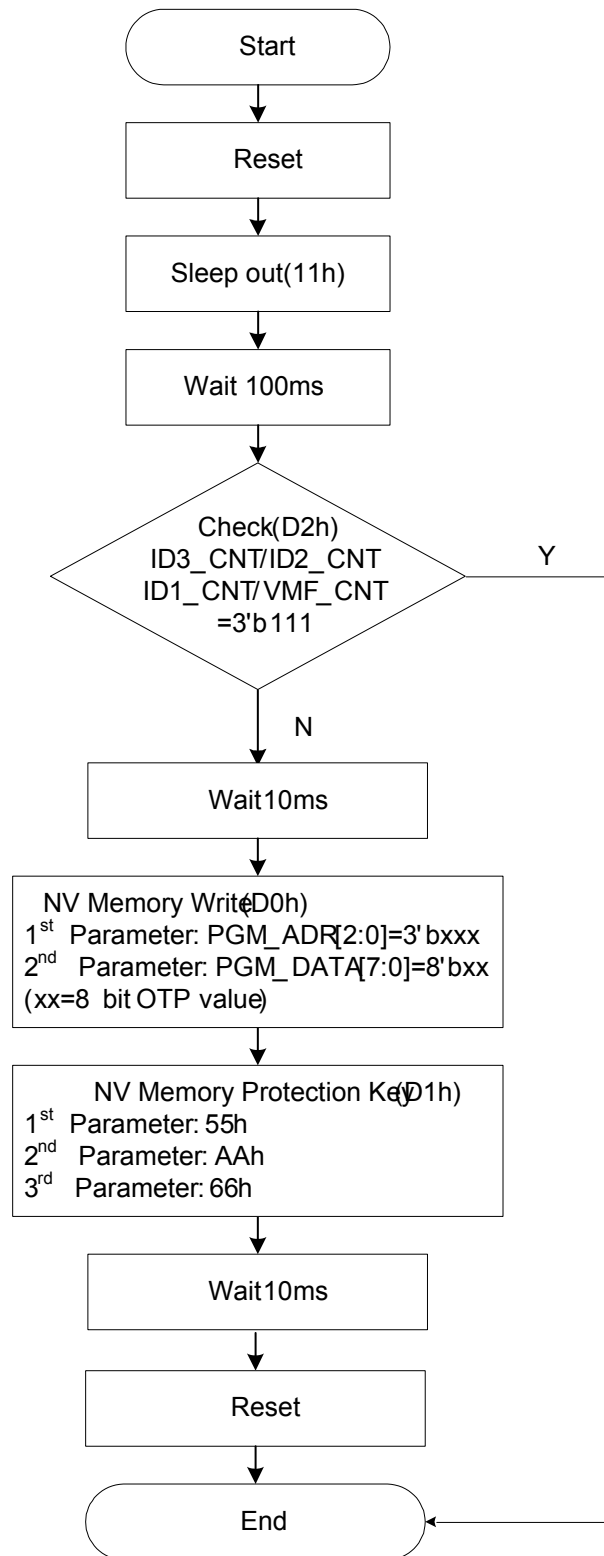 Start
Reset
Sleep out(11h)
Wait 100ms
Check(D2h)
ID3_CNT/ID2_CNT
ID1_CNT/VMF_CNT
=3'b111
Y
N
Wait10ms
NV Memory Write(D0h)
1st Parameter: PGM_ADR[2:0]=3'bxxx
2nd Parameter: PGM_DATA[7:0]=8'bxx
(xx=8 bit OTP value)
NV Memory Protection Key(D1h)
1st Parameter: 55h
2nd Parameter: AAh
3rd Parameter: 66h
Wait10ms
Reset
End